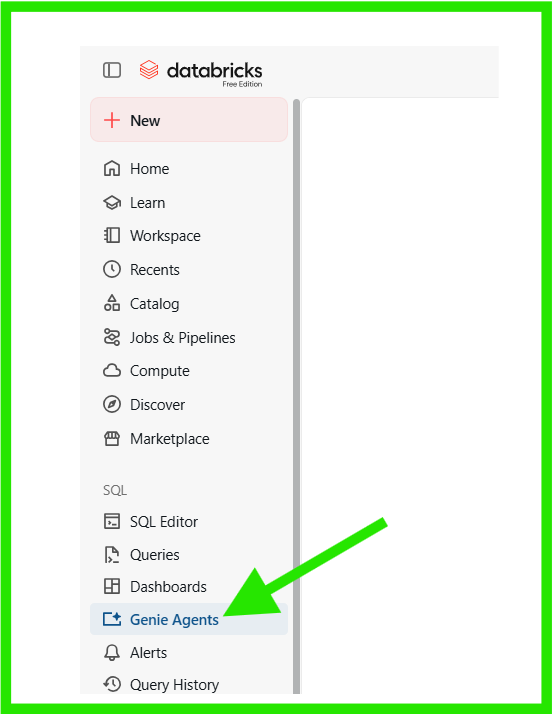 databricks
Free Edition
New
Home
Learn
Workspace
Recents
Catalog
Jobs & Pipelines
Compute
Discover
Marketplace
SQL
SQL Editor
Queries
Dashboards
Genie Agents
Alerts
Query History